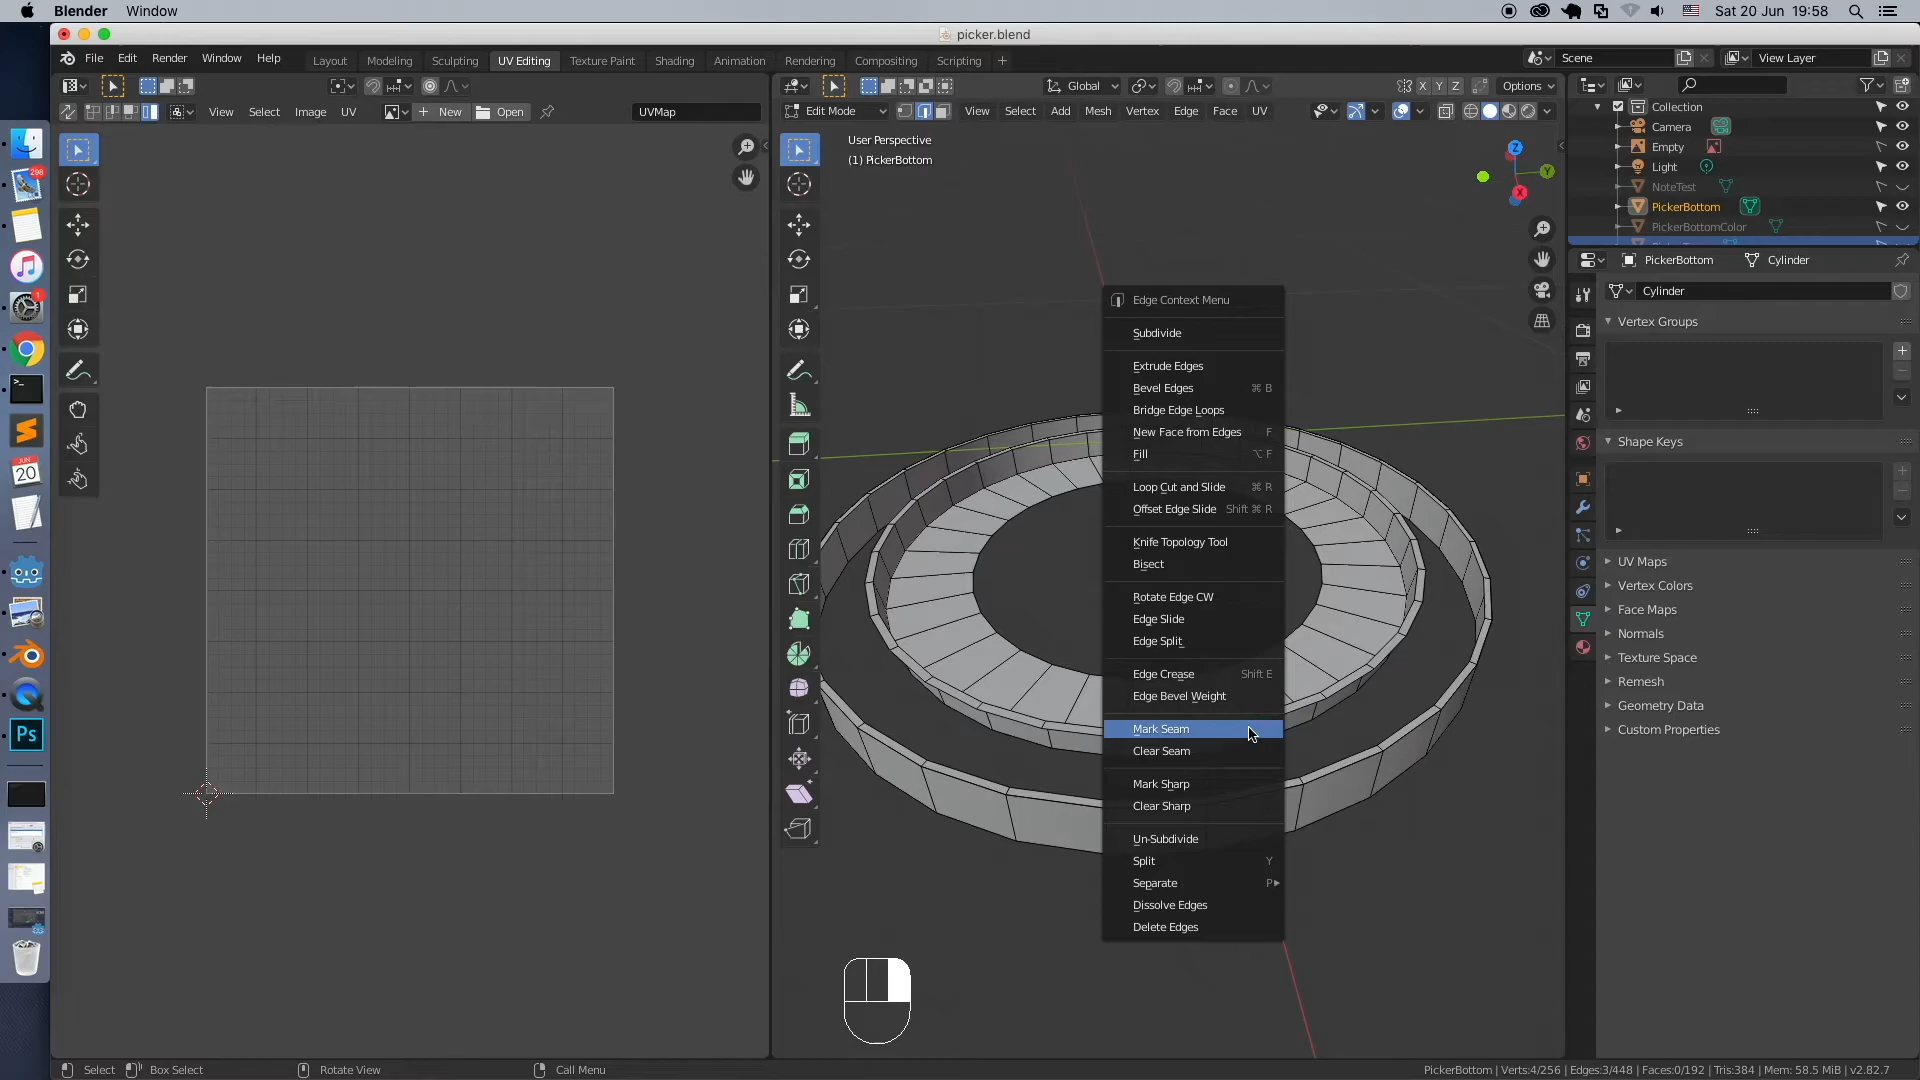 Blender Window
Sat 20 Jun 19:58
picker.blend
File Edit Render Window Help
Layout Modeling Sculpting UV Editing Texture Paint Shading Animation Rendering Compositing Scripting +
Scene
View Layer
Global
X Y Z
Options
View Select Image UV
New
Open
UVMap
Edit Mode
View Select Add Mesh Vertex Edge Face UV
User Perspective
(1) PickerBottom
Z
Y
X
Collection
Camera
Empty
Light
NoteTest
PickerBottom
PickerBottomColor
PickerBottom
Cylinder
Cylinder
Vertex Groups
Shape Keys
UV Maps
Vertex Colors
Face Maps
Normals
Texture Space
Remesh
Geometry Data
Custom Properties
Edge Context Menu
Subdivide
Extrude Edges
Bevel Edges ⌘ B
Bridge Edge Loops
New Face from Edges F
Fill ⌥ F
Loop Cut and Slide ⌘ R
Offset Edge Slide Shift ⌘ R
Knife Topology Tool
Bisect
Rotate Edge CW
Edge Slide
Edge Split
Edge Crease Shift E
Edge Bevel Weight
Mark Seam
Clear Seam
Mark Sharp
Clear Sharp
Un-Subdivide
Split Y
Separate P
Dissolve Edges
Delete Edges
296
1
JUN
20
Ps
Select Box Select Rotate View Call Menu
PickerBottom | Verts:4/256 | Edges:3/448 | Faces:0/192 | Tris:384 | Mem: 58.5 MiB | v2.82.7